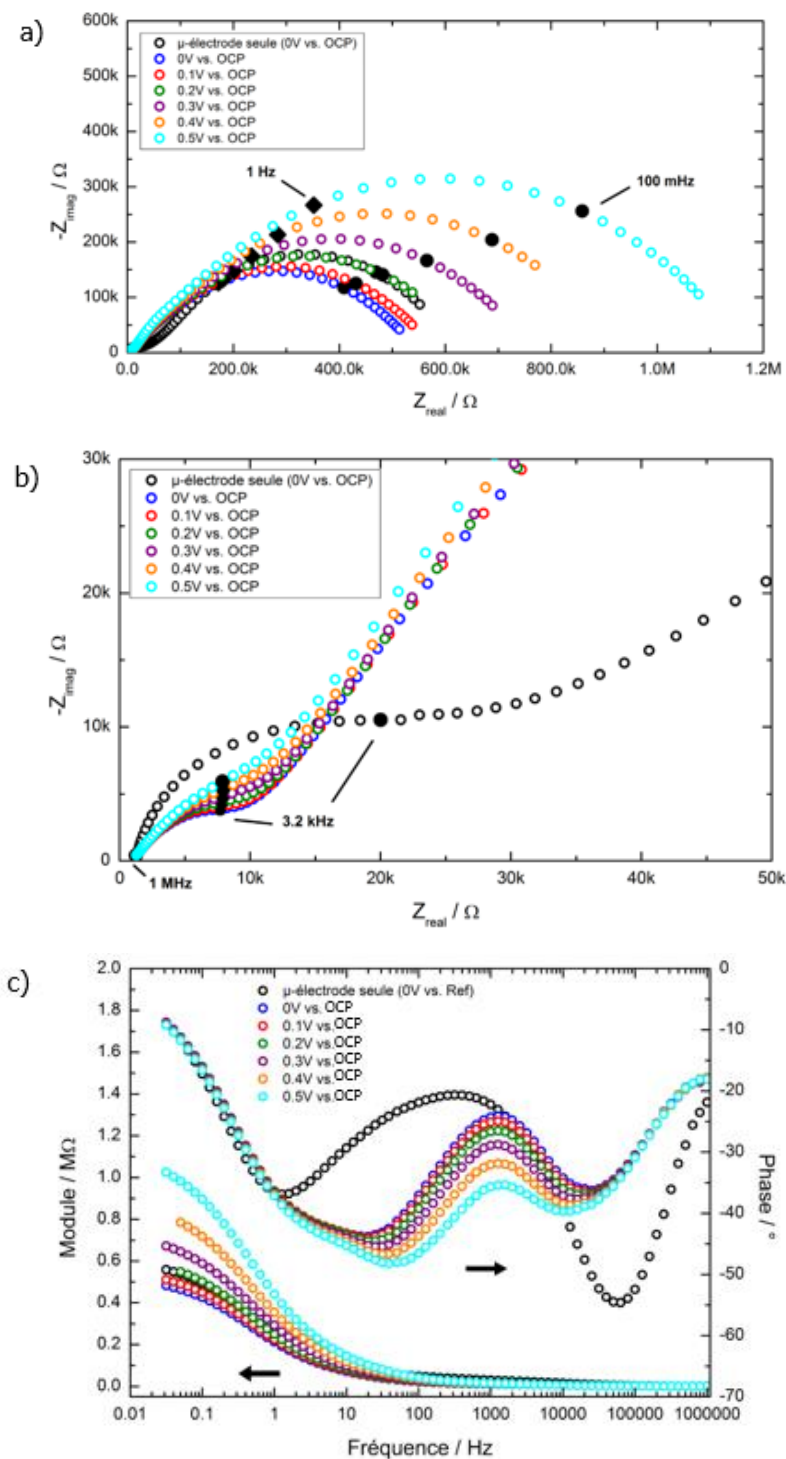 a)
600k
500k
400k
300k
200k
100k
0
-Z_imag / Ω
μ-électrode seule (0V vs. OCP)
0V vs. OCP
0.1V vs. OCP
0.2V vs. OCP
0.3V vs. OCP
0.4V vs. OCP
0.5V vs. OCP
1 Hz
100 mHz
0.0 200.0k 400.0k 600.0k 800.0k 1.0M 1.2M
Z_real / Ω
b)
30k
20k
10k
0
-Z_imag / Ω
μ-électrode seule (0V vs. OCP)
0V vs. OCP
0.1V vs. OCP
0.2V vs. OCP
0.3V vs. OCP
0.4V vs. OCP
0.5V vs. OCP
3.2 kHz
1 MHz
0 10k 20k 30k 40k 50k
Z_real / Ω
c)
2.0
1.8
1.6
1.4
1.2
1.0
0.8
0.6
0.4
0.2
0.0
Module / MΩ
μ-électrode seule (0V vs. Ref)
0V vs.OCP
0.1V vs.OCP
0.2V vs.OCP
0.3V vs.OCP
0.4V vs.OCP
0.5V vs.OCP
0
-10
-20
-30
-40
-50
-60
-70
Phase / °
0.01 0.1 1 10 100 1000 10000 100000 1000000
Fréquence / Hz